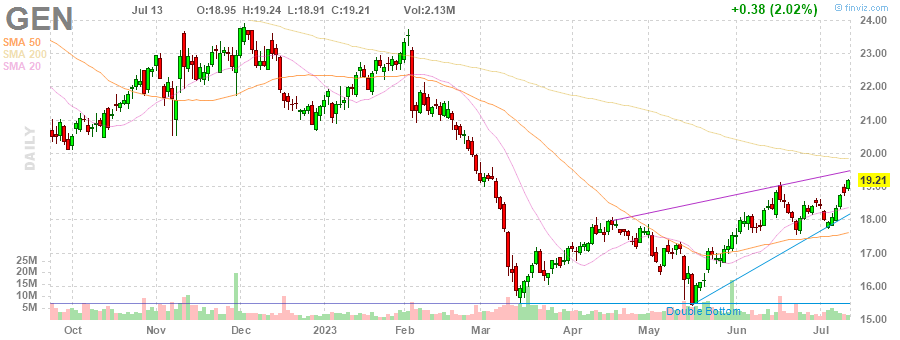 GEN Jul 13 O:18.95 H:19.24 L:18.91 C:19.21 Vol:2.13M +0.38 (2.02%) © finviz.com
SMA 50
SMA 200
SMA 20
DAILY
24.00
23.00
22.00
21.00
20.00
19.21
19.00
18.00
17.00
16.00
15.00
25M
20M
15M
10M
5M
Double Bottom
Oct Nov Dec 2023 Feb Mar Apr May Jun Jul